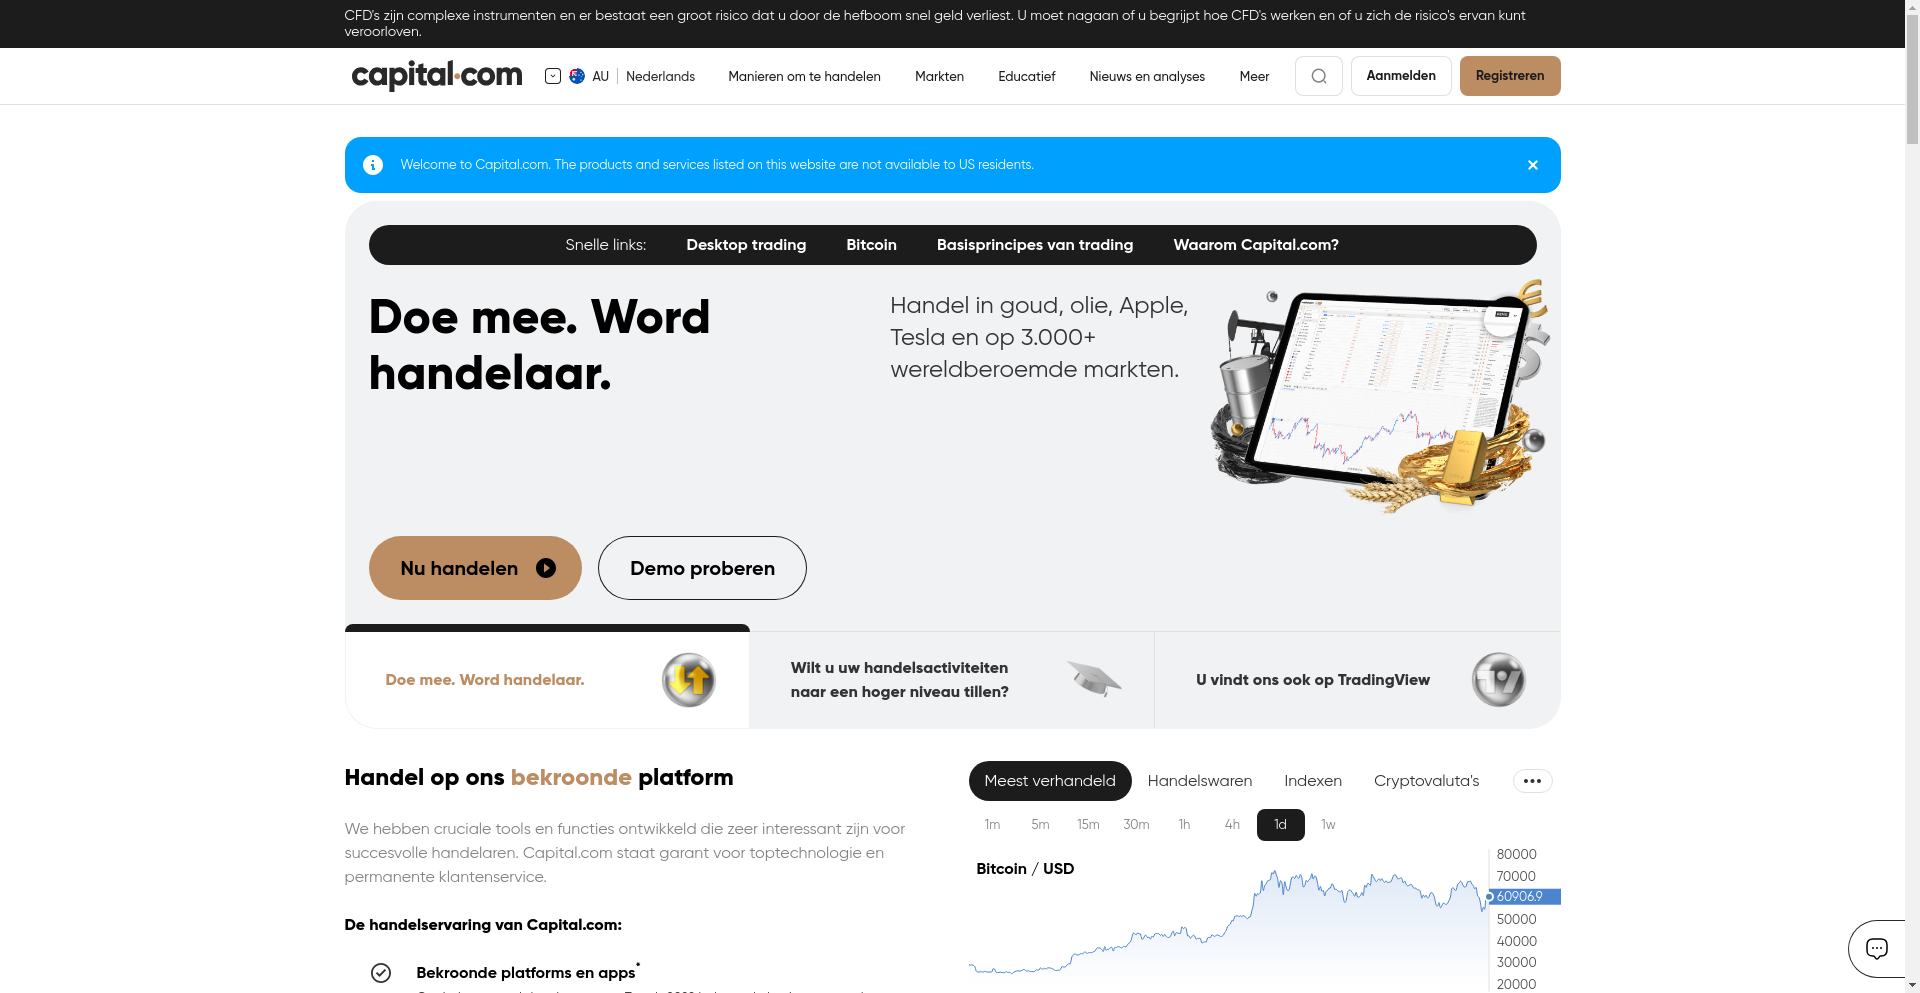 CFD's zijn complexe instrumenten en er bestaat een groot risico dat u door de hefboom snel geld verliest. U moet nagaan of u begrijpt hoe CFD's werken en of u zich de risico's ervan kunt
veroorloven.
capital.com
AU
Nederlands
Manieren om te handelen
Markten
Educatief
Nieuws en analyses
Meer
Aanmelden
Registreren
Welcome to Capital.com. The products and services listed on this website are not available to US residents.
Snelle links:
Desktop trading
Bitcoin
Basisprincipes van trading
Waarom Capital.com?
Doe mee. Word
handelaar.
Handel in goud, olie, Apple,
Tesla en op 3.000+
wereldberoemde markten.
Nu handelen
Demo proberen
Doe mee. Word handelaar.
Wilt u uw handelsactiviteiten
naar een hoger niveau tillen?
U vindt ons ook op TradingView
Handel op ons bekroonde platform
We hebben cruciale tools en functies ontwikkeld die zeer interessant zijn voor
succesvolle handelaren. Capital.com staat garant voor toptechnologie en
permanente klantenservice.
De handelservaring van Capital.com:
Bekroonde platforms en apps*
Meest verhandeld
Handelswaren
Indexen
Cryptovaluta's
1m
5m
15m
30m
1h
4h
1d
1w
Bitcoin / USD
80000
70000
60906.9
50000
40000
30000
20000